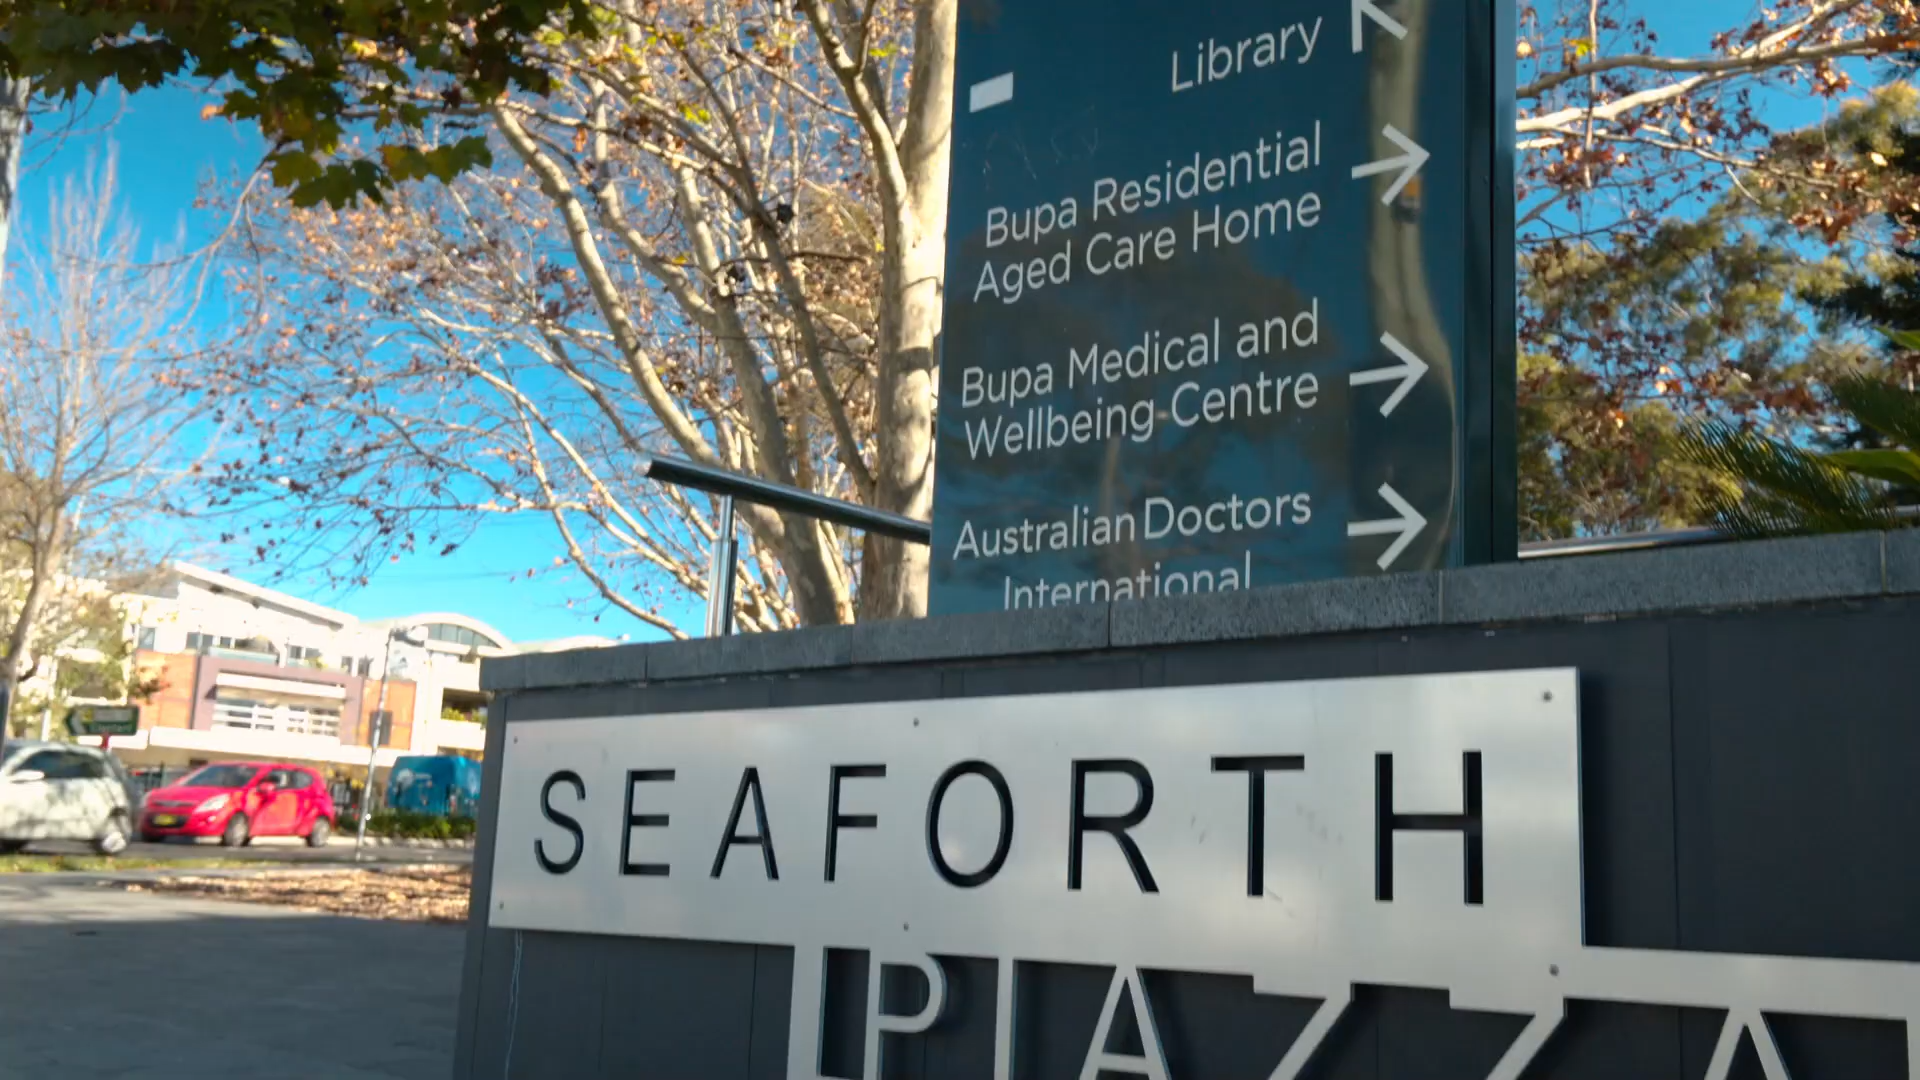 Library
Bupa Residential
Aged Care Home
Bupa Medical and
Wellbeing Centre
Australian Doctors
International
SEAFORTH
PIAZZA